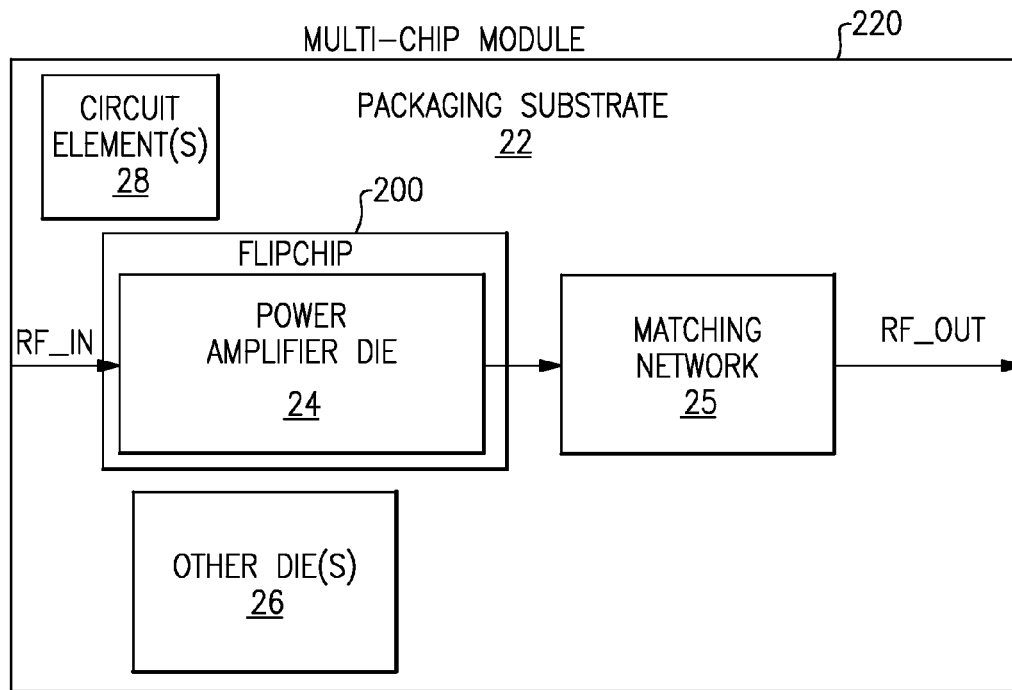 MULTI-CHIP MODULE
220
CIRCUIT
ELEMENT(S)
28
PACKAGING SUBSTRATE
22
200
FLIPCHIP
RF_IN
POWER
AMPLIFIER DIE
24
MATCHING
NETWORK
25
RF_OUT
OTHER DIE(S)
26